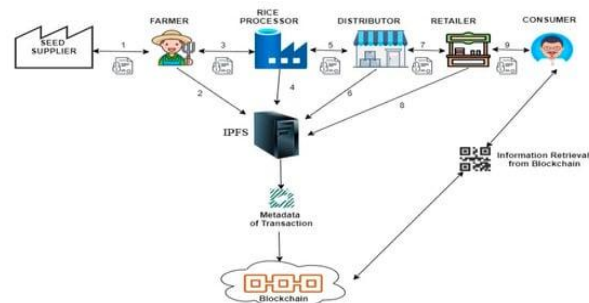 FARMER
RICE
PROCESSOR
DISTRIBUTOR
RETAILER
CONSUMER
SEED
SUPPLIER
1
3
5
7
9
2
4
6
8
IPFS
Information Retrieval
from Blockchain
Metadata
of Transaction
Blockchain